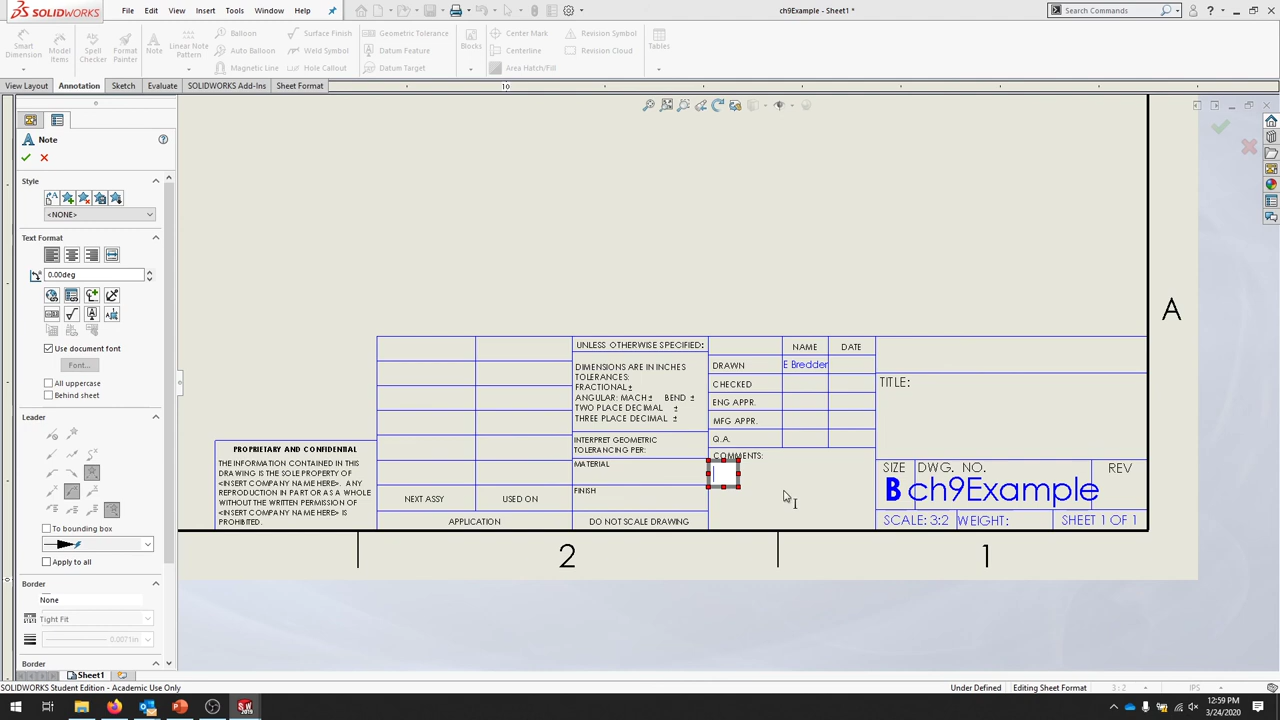 SOLIDWORKS File Edit View Insert Tools Window Help ch9Example - Sheet1 * Search Commands
Smart Dimension
Model Items
Spell Checker
Format Painter
Note
Linear Note Pattern
Balloon
Auto Balloon
Magnetic Line
Surface Finish
Weld Symbol
Hole Callout
Geometric Tolerance
Datum Feature
Datum Target
Blocks
Center Mark
Centerline
Area Hatch/Fill
Revision Symbol
Revision Cloud
Tables
View Layout Annotation Sketch Evaluate SOLIDWORKS Add-Ins Sheet Format
10
Note
Style
<NONE>
Text Format
0.00deg
Use document font
Font...
All uppercase
Behind sheet
Leader
To bounding box
Apply to all
Border
None
Tight Fit
0.0071in
Border
A
UNLESS OTHERWISE SPECIFIED:
DIMENSIONS ARE IN INCHES
TOLERANCES:
FRACTIONAL ±
ANGULAR: MACH ± BEND ±
TWO PLACE DECIMAL ±
THREE PLACE DECIMAL ±
INTERPRET GEOMETRIC
TOLERANCING PER:
MATERIAL
FINISH
DO NOT SCALE DRAWING
NAME DATE
DRAWN E Bredder
CHECKED
ENG APPR.
MFG APPR.
Q.A.
COMMENTS:
TITLE:
SIZE DWG. NO. REV
B ch9Example
SCALE: 3:2 WEIGHT: SHEET 1 OF 1
PROPRIETARY AND CONFIDENTIAL
THE INFORMATION CONTAINED IN THIS
DRAWING IS THE SOLE PROPERTY OF
<INSERT COMPANY NAME HERE>. ANY
REPRODUCTION IN PART OR AS A WHOLE
WITHOUT THE WRITTEN PERMISSION OF
<INSERT COMPANY NAME HERE> IS
PROHIBITED.
NEXT ASSY USED ON
APPLICATION
2 1
Sheet1
SOLIDWORKS Student Edition - Academic Use Only Under Defined Editing Sheet Format 3 : 2 IPS
12:59 PM
3/24/2020